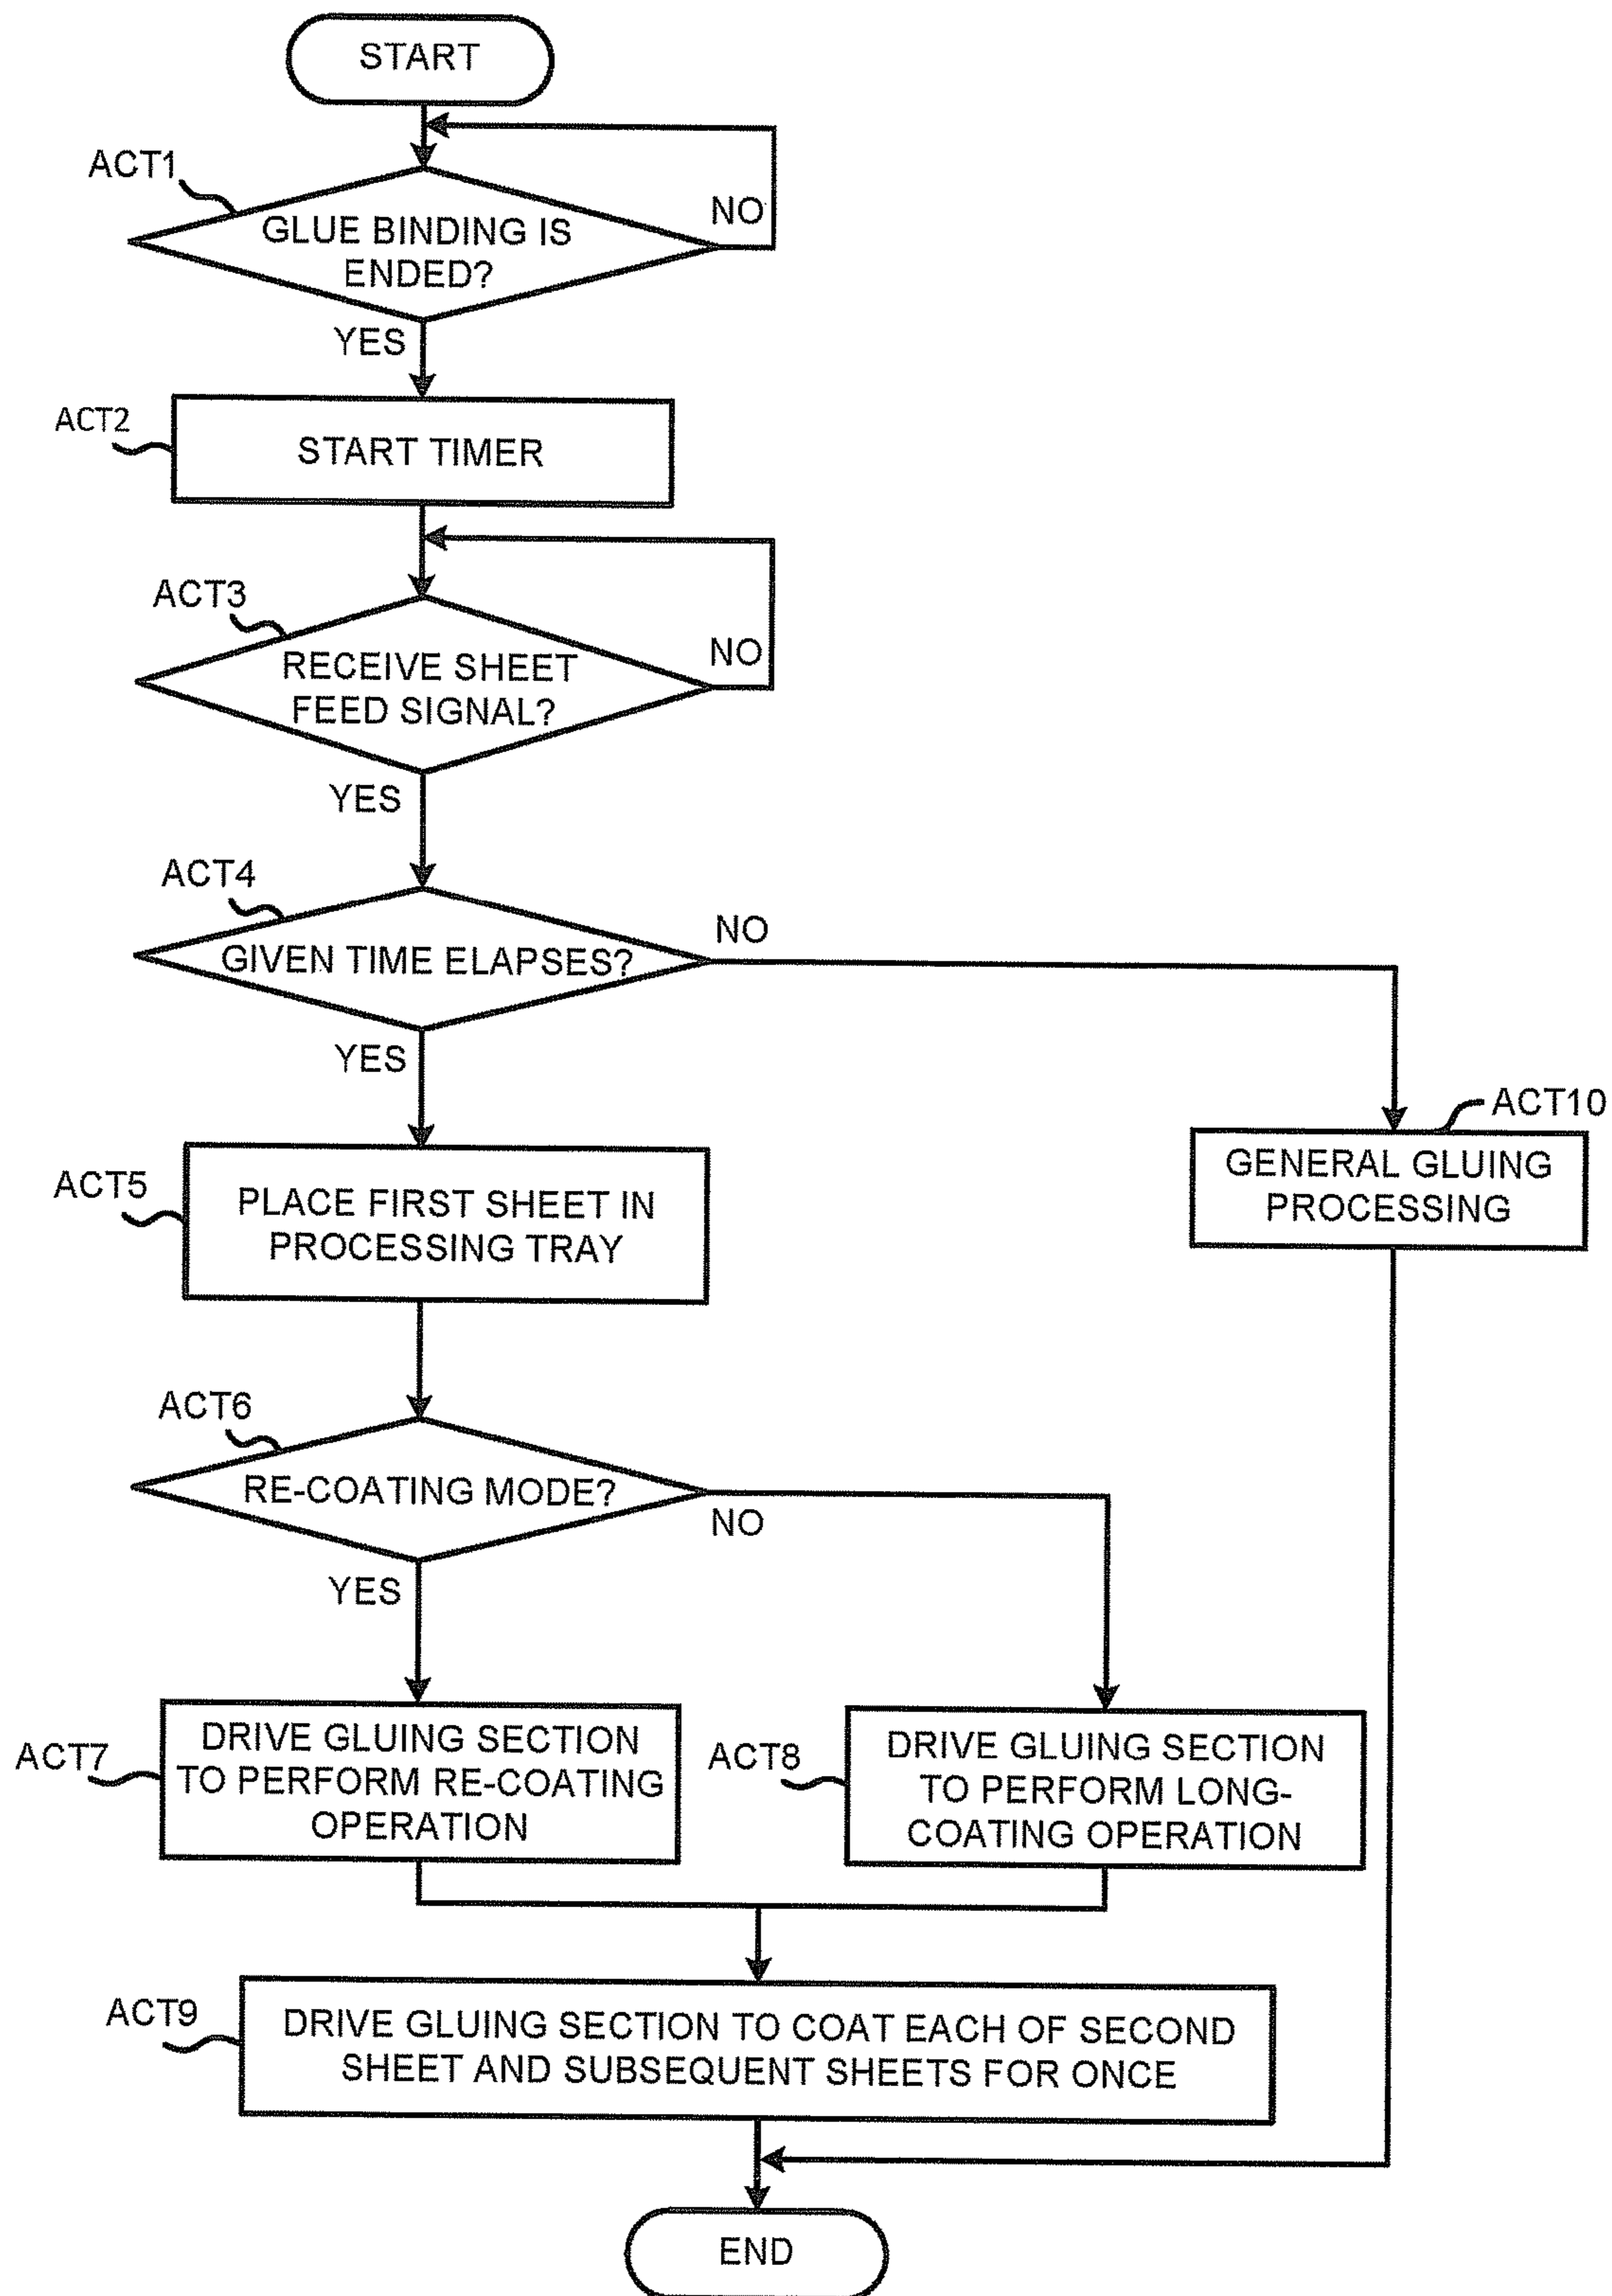 START
ACT1
NO
GLUE BINDING IS
ENDED?
YES
ACT2
START TIMER
ACT3
NO
RECEIVE SHEET
FEED SIGNAL?
YES
ACT4
NO
GIVEN TIME ELAPSES?
YES
ACT10
GENERAL GLUING
PROCESSING
ACT5
PLACE FIRST SHEET IN
PROCESSING TRAY
ACT6
RE-COATING MODE?
NO
YES
ACT7
DRIVE GLUING SECTION
TO PERFORM RE-COATING
OPERATION
ACT8
DRIVE GLUING SECTION
TO PERFORM LONG-
COATING OPERATION
ACT9
DRIVE GLUING SECTION TO COAT EACH OF SECOND
SHEET AND SUBSEQUENT SHEETS FOR ONCE
END